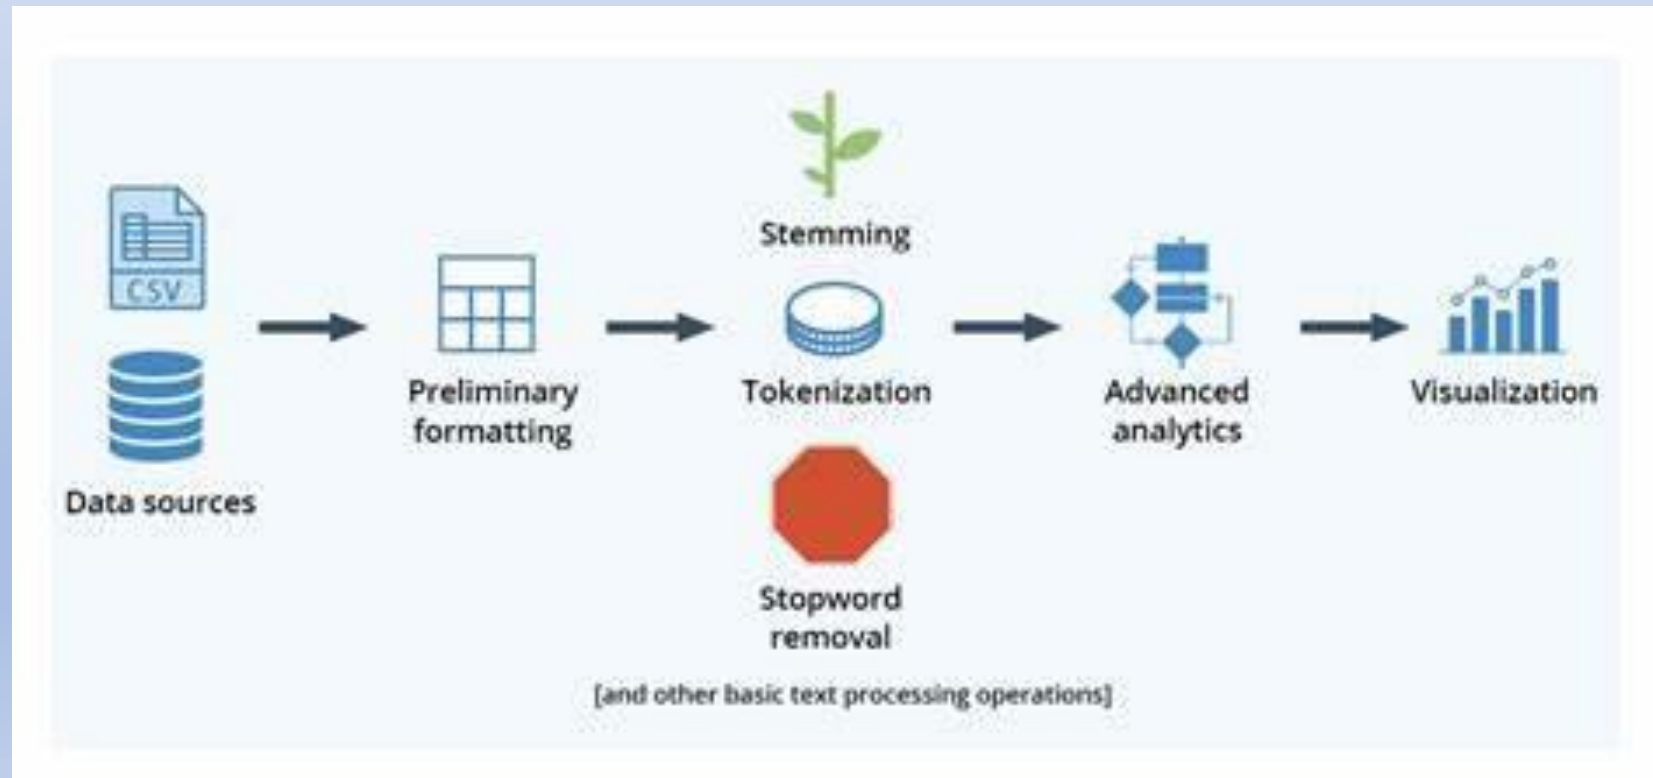 CSV
Data sources
Preliminary
formatting
Stemming
Tokenization
Stopword
removal
[and other basic text processing operations]
Advanced
analytics
Visualization